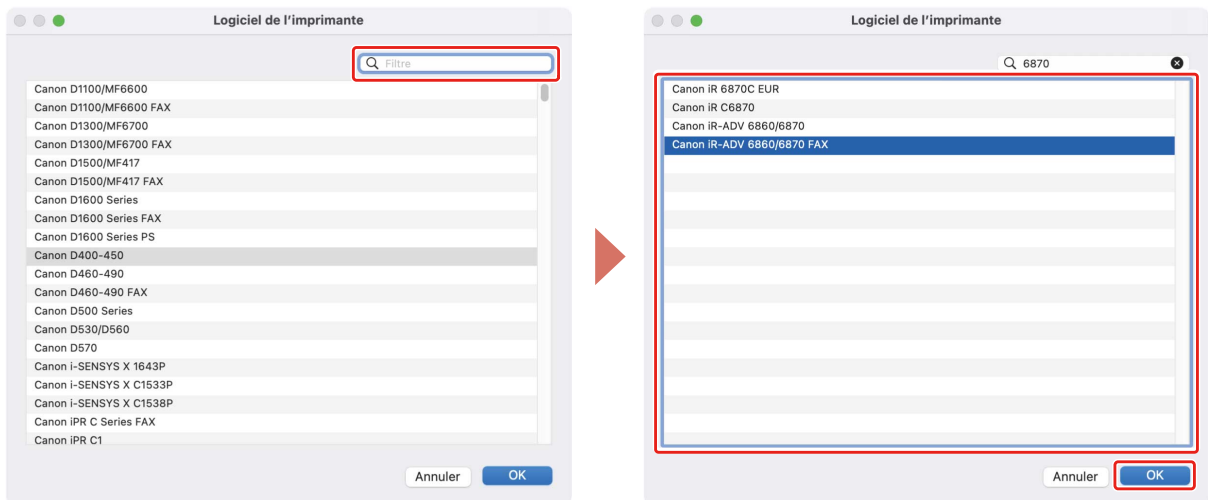 Logiciel de l’imprimante
Filtre
Canon D1100/MF6600
Canon D1100/MF6600 FAX
Canon D1300/MF6700
Canon D1300/MF6700 FAX
Canon D1500/MF417
Canon D1500/MF417 FAX
Canon D1600 Series
Canon D1600 Series FAX
Canon D1600 Series PS
Canon D400-450
Canon D460-490
Canon D460-490 FAX
Canon D500 Series
Canon D530/D560
Canon D570
Canon i-SENSYS X 1643P
Canon i-SENSYS X C1533P
Canon i-SENSYS X C1538P
Canon iPR C Series FAX
Canon iPR C1
Annuler OK
Logiciel de l’imprimante
6870
Canon iR 6870C EUR
Canon iR C6870
Canon iR-ADV 6860/6870
Canon iR-ADV 6860/6870 FAX
Annuler OK